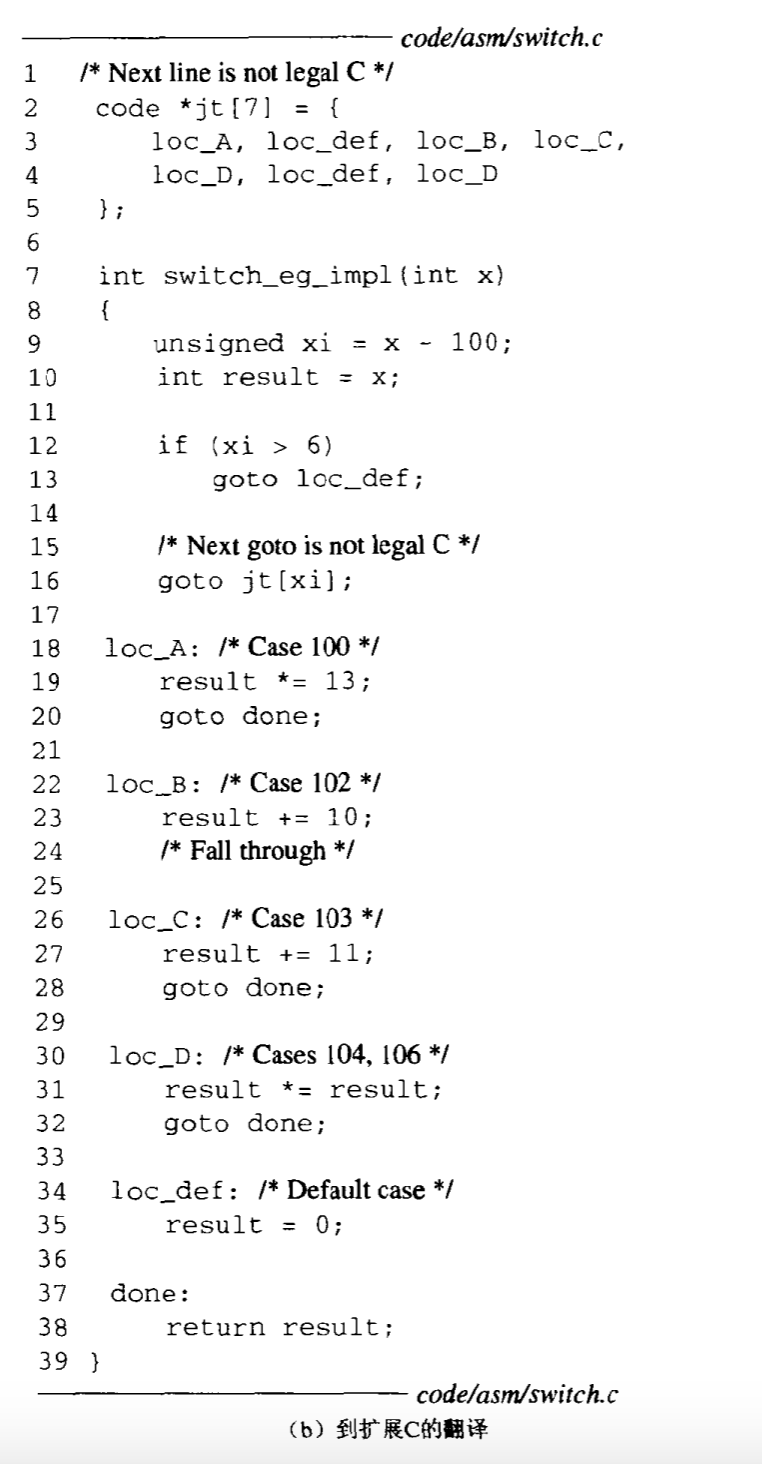 code/asm/switch.c
1 /* Next line is not legal C */
2 code *jt[7] = {
3 loc_A, loc_def, loc_B, loc_C,
4 loc_D, loc_def, loc_D
5 };
6
7 int switch_eg_impl(int x)
8 {
9 unsigned xi = x - 100;
10 int result = x;
11
12 if (xi > 6)
13 goto loc_def;
14
15 /* Next goto is not legal C */
16 goto jt[xi];
17
18 loc_A: /* Case 100 */
19 result *= 13;
20 goto done;
21
22 loc_B: /* Case 102 */
23 result += 10;
24 /* Fall through */
25
26 loc_C: /* Case 103 */
27 result += 11;
28 goto done;
29
30 loc_D: /* Cases 104, 106 */
31 result *= result;
32 goto done;
33
34 loc_def: /* Default case */
35 result = 0;
36
37 done:
38 return result;
39 }
code/asm/switch.c
(b) 到扩展C的翻译